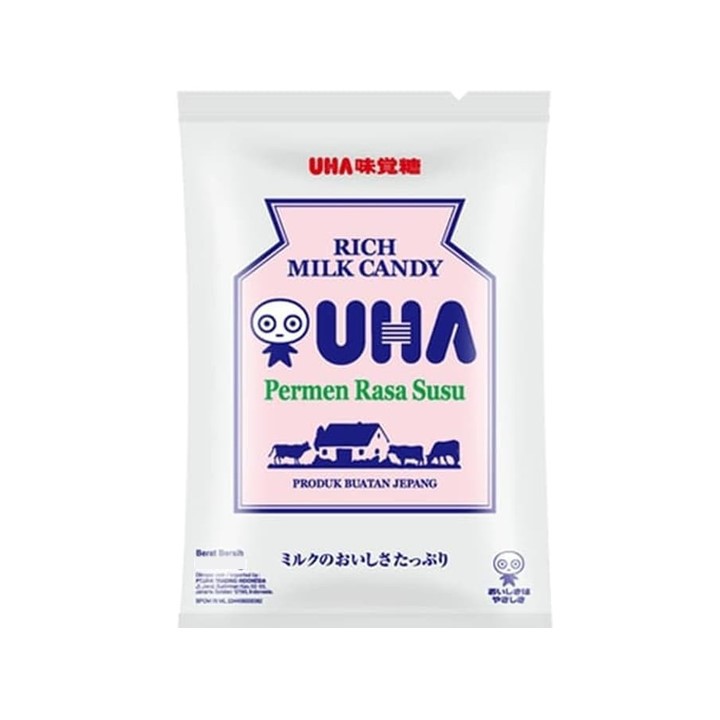 UHA味覚糖
RICH
MILK CANDY
UHA
Permen Rasa Susu
PRODUK BUATAN JEPANG
Berat Bersih
ミルクのおいしさたっぷり
おいしさは
やさしさ